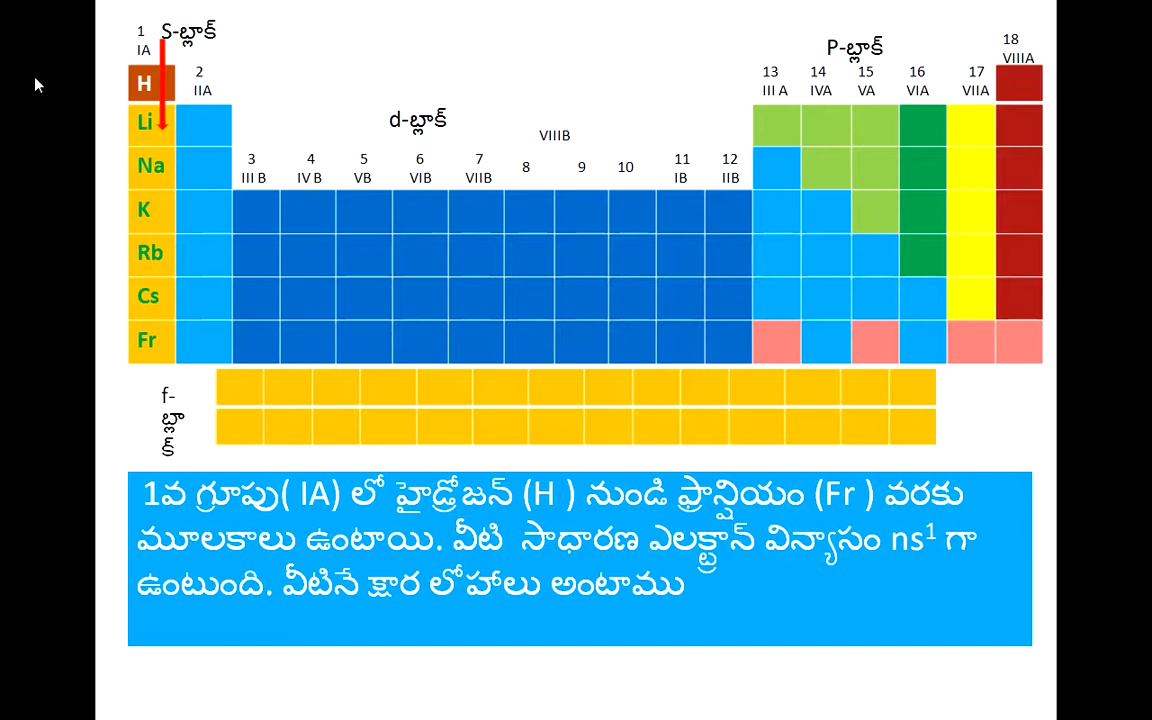 1 S-బ్లాక్
IA
P-బ్లాక్
18
VIIIA
H
2
IIA
13 14 15 16 17
III A IVA VA VIA VIIA
Li
d-బ్లాక్
VIIIB
Na
3 4 5 6 7 8 9 10 11 12
III B IV B VB VIB VIIB IB IIB
K
Rb
Cs
Fr
f-
బ్లా
క్
1వ గ్రూపు( IA) లో హైడ్రోజన్ (H ) నుండి ఫ్రాన్షియం (Fr ) వరకు
మూలకాలు ఉంటాయి. వీటి సాధారణ ఎలక్ట్రాన్ విన్యాసం ns¹ గా
ఉంటుంది. వీటినే క్షార లోహాలు అంటాము